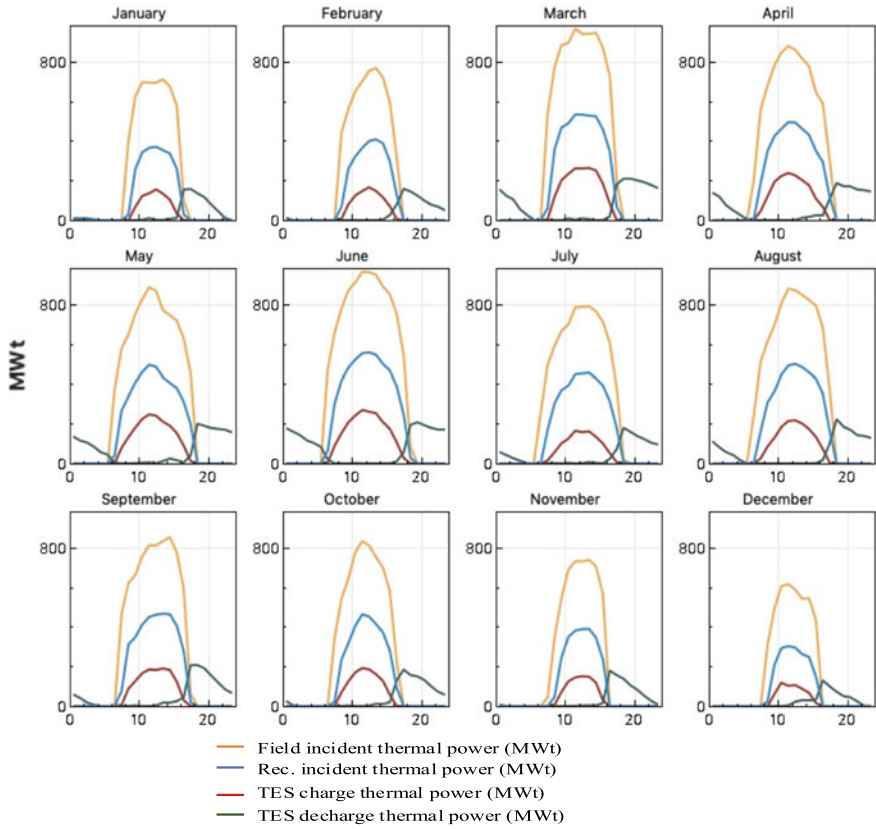 January February March April
800 800 800 800
0 0 0 0
0 10 20 0 10 20 0 10 20 0 10 20
May June July August
MWt
800 800 800 800
0 0 0 0
0 10 20 0 10 20 0 10 20 0 10 20
September October November December
800 800 800 800
0 0 0 0
0 10 20 0 10 20 0 10 20 0 10 20
Field incident thermal power (MWt)
Rec. incident thermal power (MWt)
TES charge thermal power (MWt)
TES decharge thermal power (MWt)